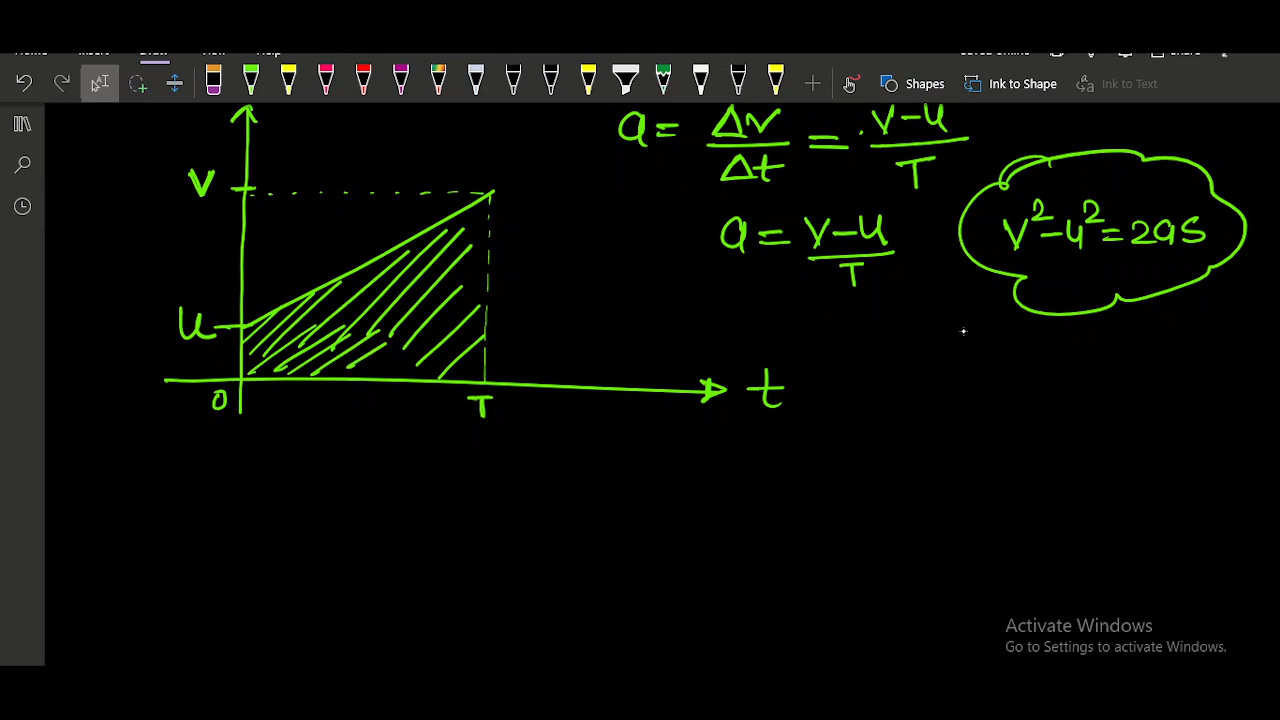 Shapes
Ink to Shape
Ink to Text
a = Δv/Δt = v-u/T
V
a = v-u/T
v²-u²=2as
u
0
T
t
Activate Windows
Go to Settings to activate Windows.